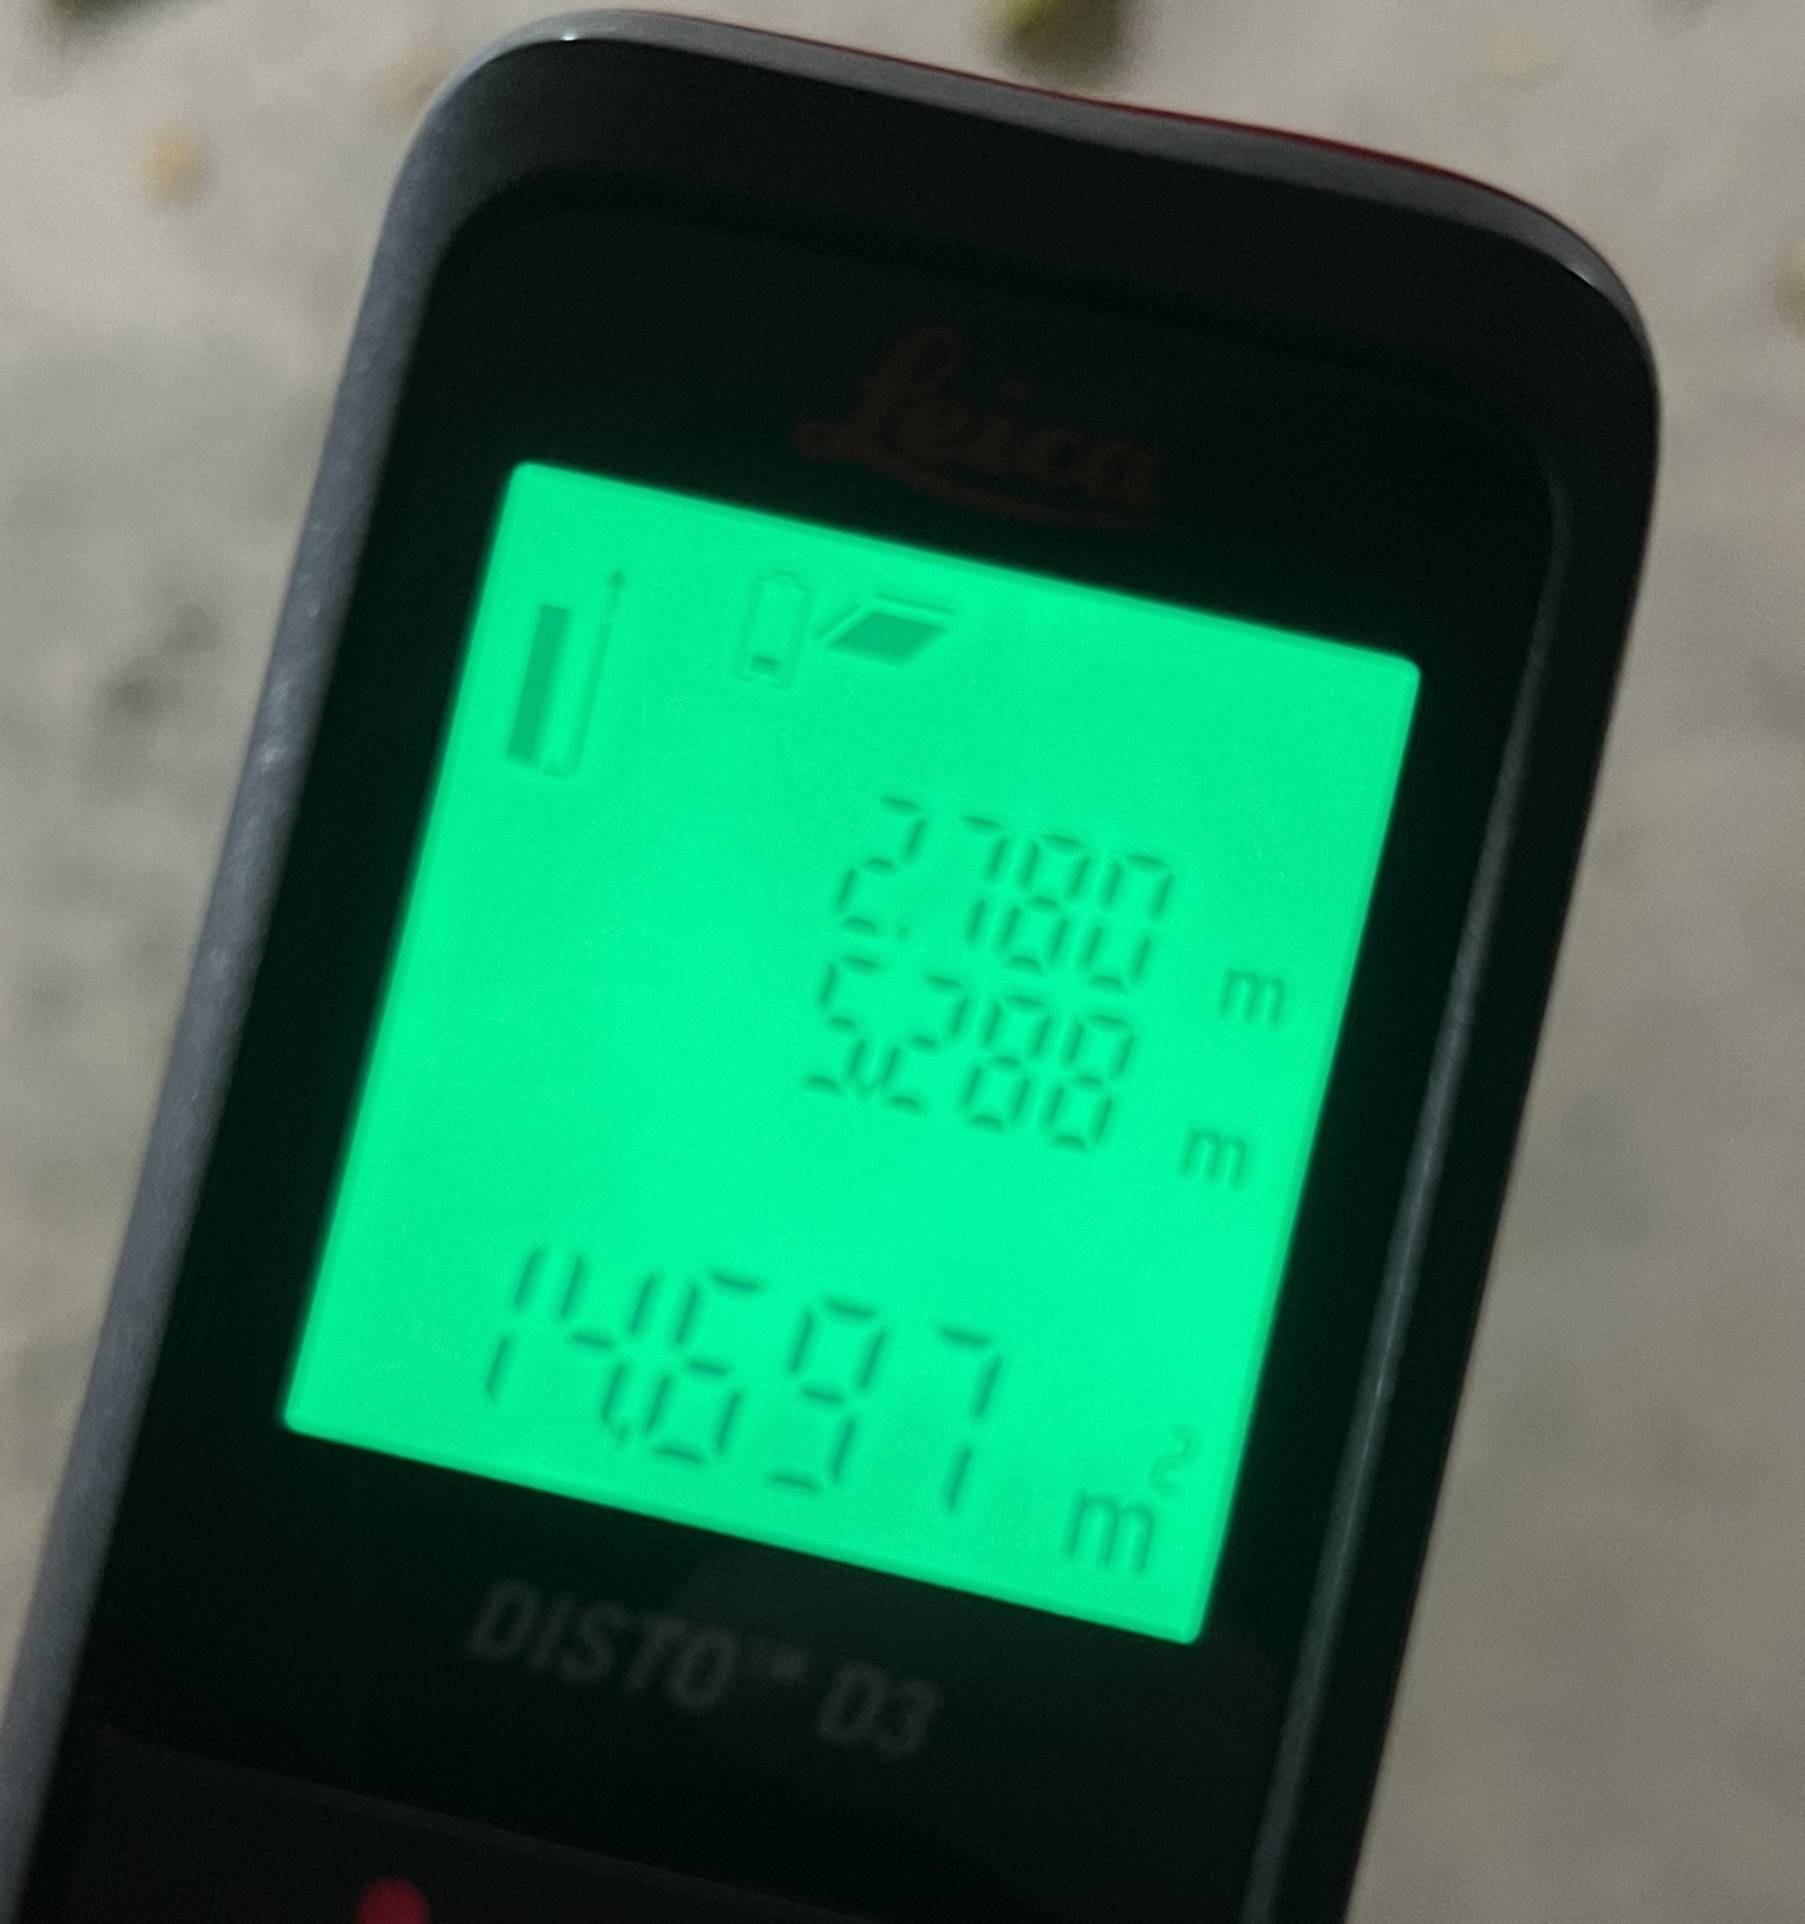 Leica
2.780 m
5.288 m
14.697 m²
DISTO™ D3